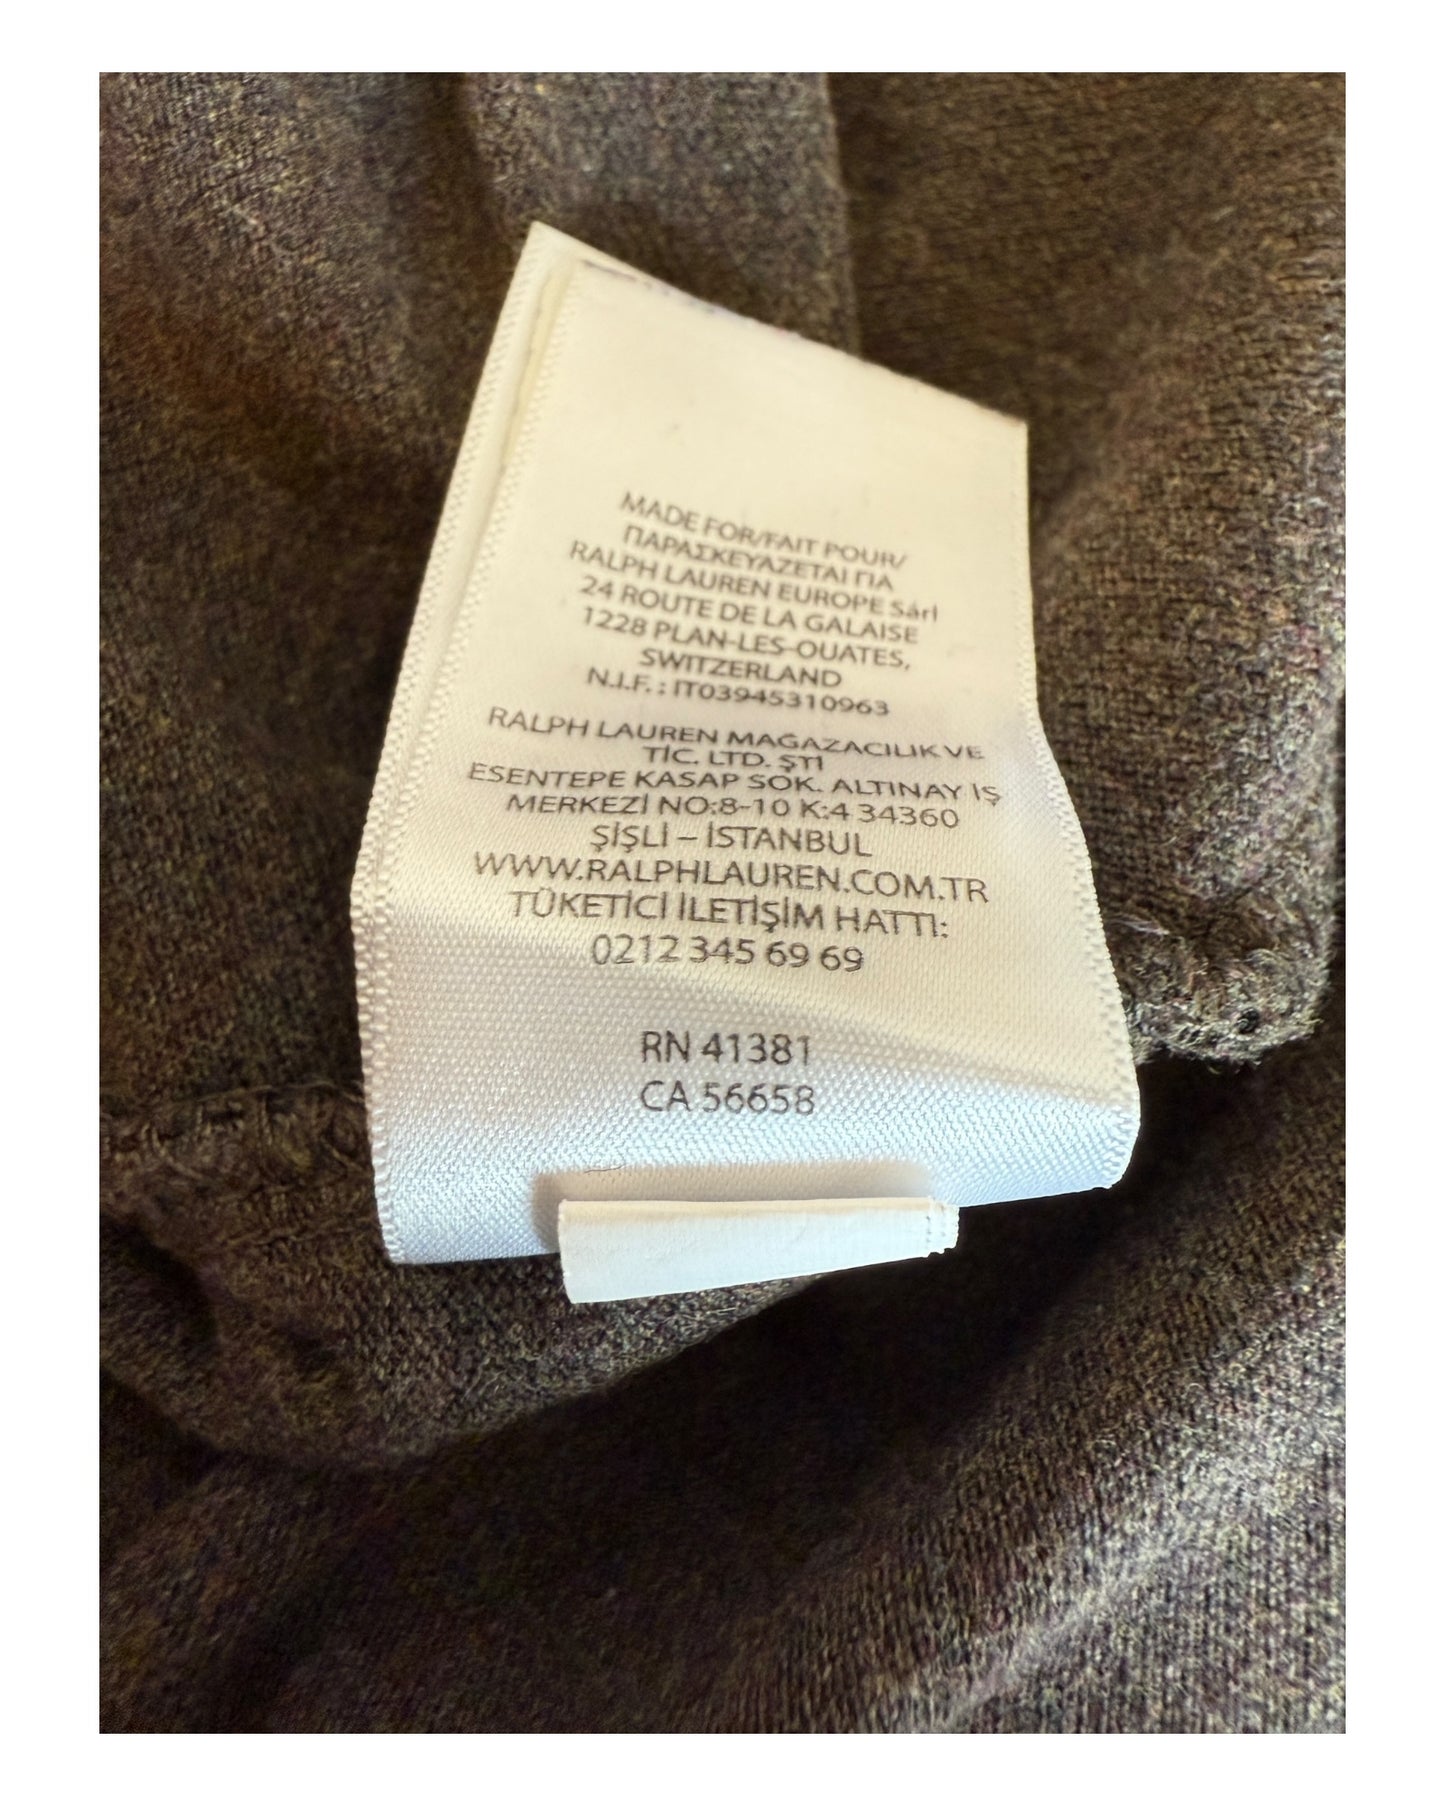 MADE FOR/FAIT POUR/
ΠΑΡΑΣΚΕΥΑΖΕΤΑΙ ΓΙΑ
RALPH LAUREN EUROPE Sárl
24 ROUTE DE LA GALAISE
1228 PLAN-LES-OUATES,
SWITZERLAND
N.I.F. : IT03945310963
RALPH LAUREN MAĞAZACILIK VE
TİC. LTD. ŞTİ
ESENTEPE KASAP SOK. ALTINAY İŞ
MERKEZİ NO:8-10 K:4 34360
ŞİŞLİ – İSTANBUL
WWW.RALPHLAUREN.COM.TR
TÜKETİCİ İLETİŞİM HATTI:
0212 345 69 69
RN 41381
CA 56658